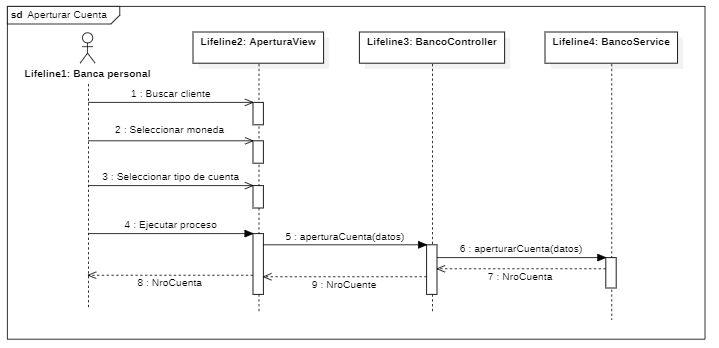 sd Aperturar Cuenta
Lifeline1: Banca personal
Lifeline2: AperturaView
Lifeline3: BancoController
Lifeline4: BancoService
1 : Buscar cliente
2 : Seleccionar moneda
3 : Seleccionar tipo de cuenta
4 : Ejecutar proceso
5 : aperturaCuenta(datos)
6 : aperturarCuenta(datos)
7 : NroCuenta
8 : NroCuenta
9 : NroCuente